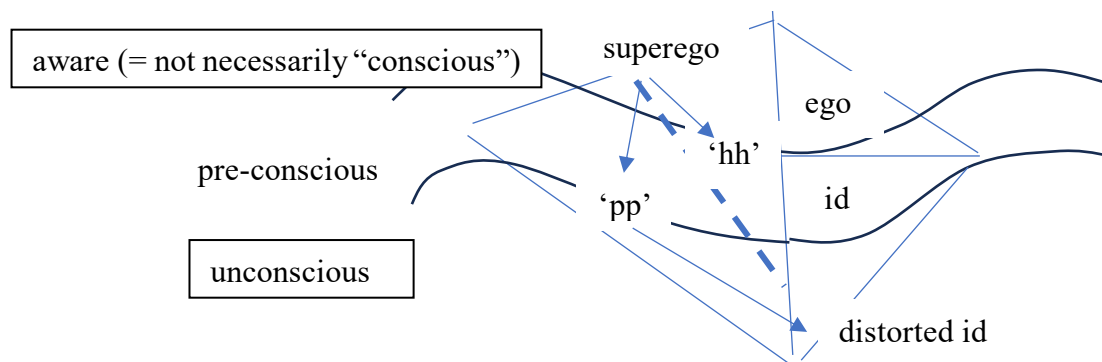 superego
aware (= not necessarily “conscious”)
ego
‘hh’
pre-conscious
‘pp’
id
unconscious
distorted id